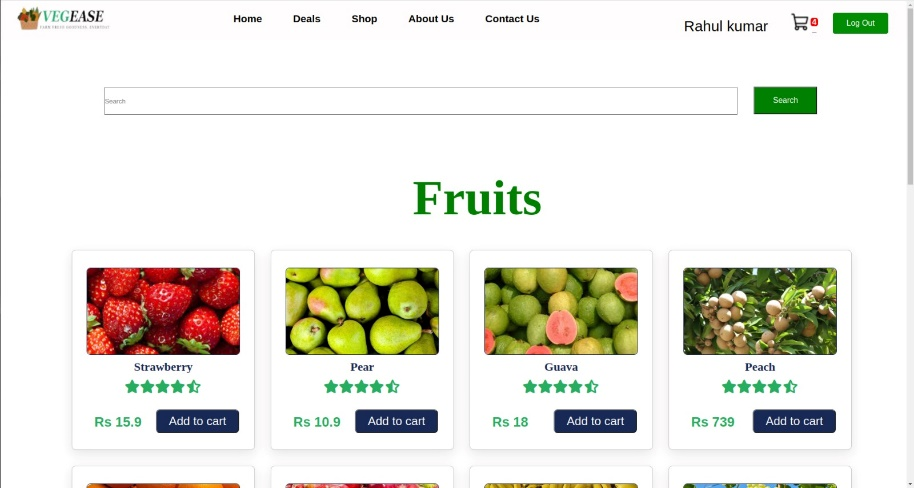 VEGEASE
Home Deals Shop About Us Contact Us
Rahul kumar
4
Log Out
Search
Search
Fruits
Strawberry
Rs 15.9
Add to cart
Pear
Rs 10.9
Add to cart
Guava
Rs 18
Add to cart
Peach
Rs 739
Add to cart